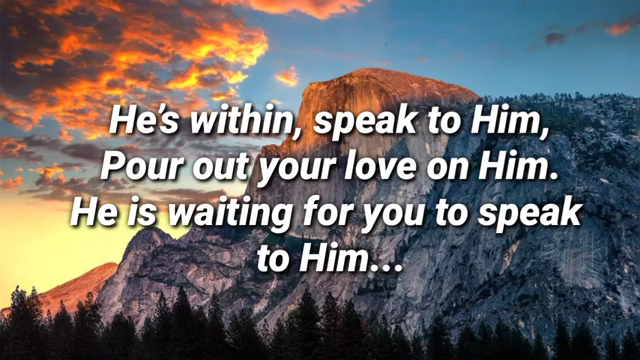 He’s within, speak to Him,
Pour out your love on Him.
He is waiting for you to speak
to Him...